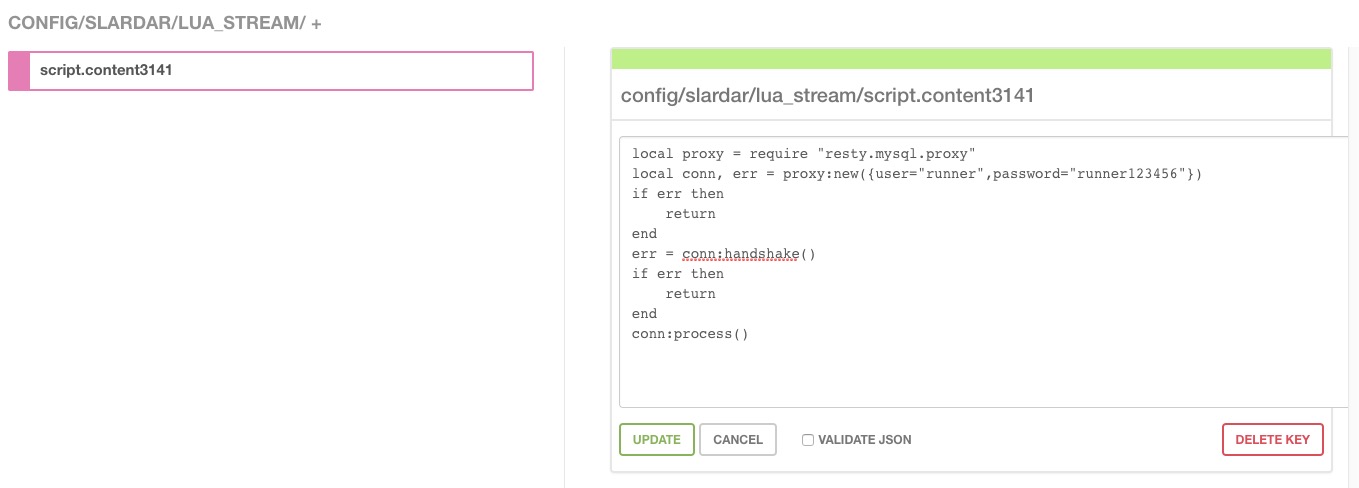 CONFIG/SLARDAR/LUA_STREAM/ +
script.content3141
config/slardar/lua_stream/script.content3141
local proxy = require "resty.mysql.proxy"
local conn, err = proxy:new({user="runner",password="runner123456"})
if err then
    return
end
err = conn:handshake()
if err then
    return
end
conn:process()
UPDATE CANCEL VALIDATE JSON DELETE KEY